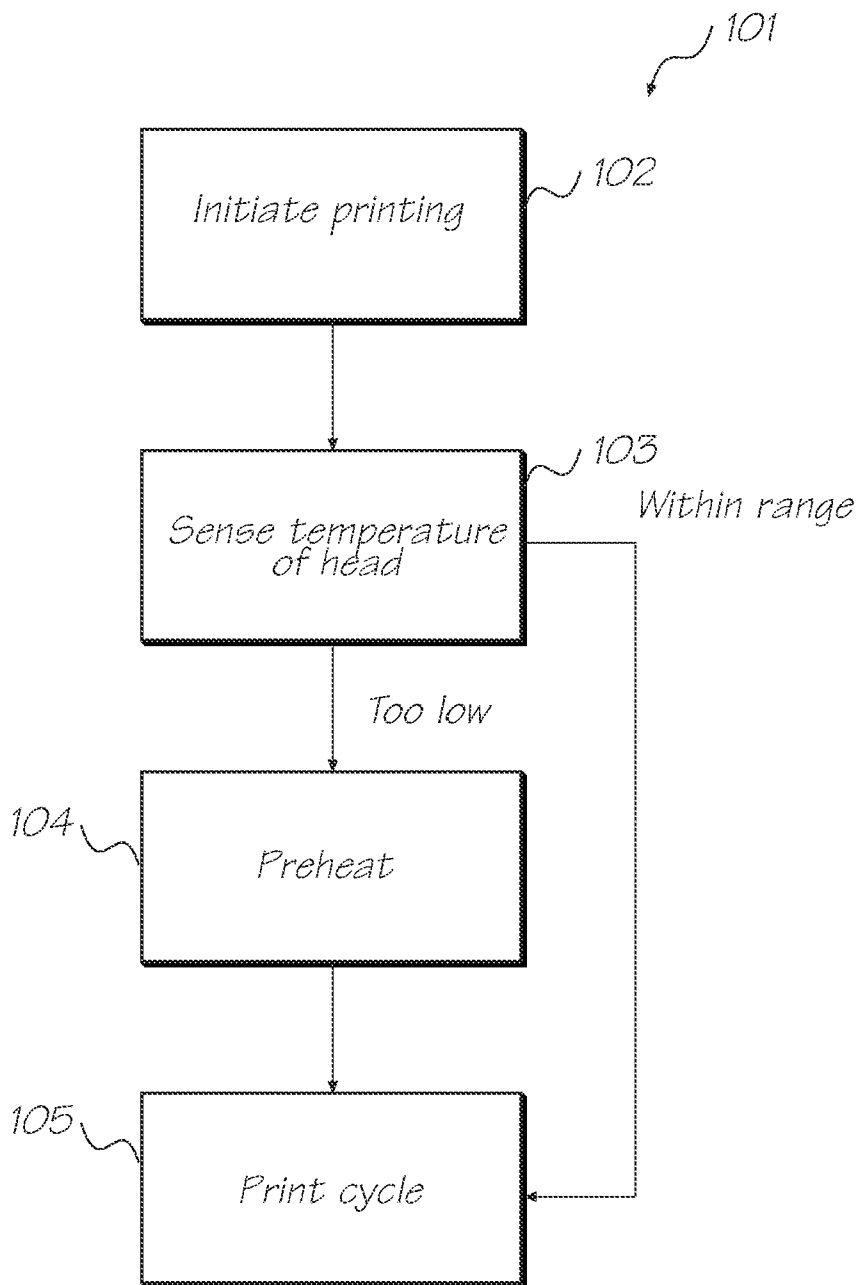 101
Initiate printing
102
103
Within range
Sense temperature
of head
Too low
104
Preheat
105
Print cycle